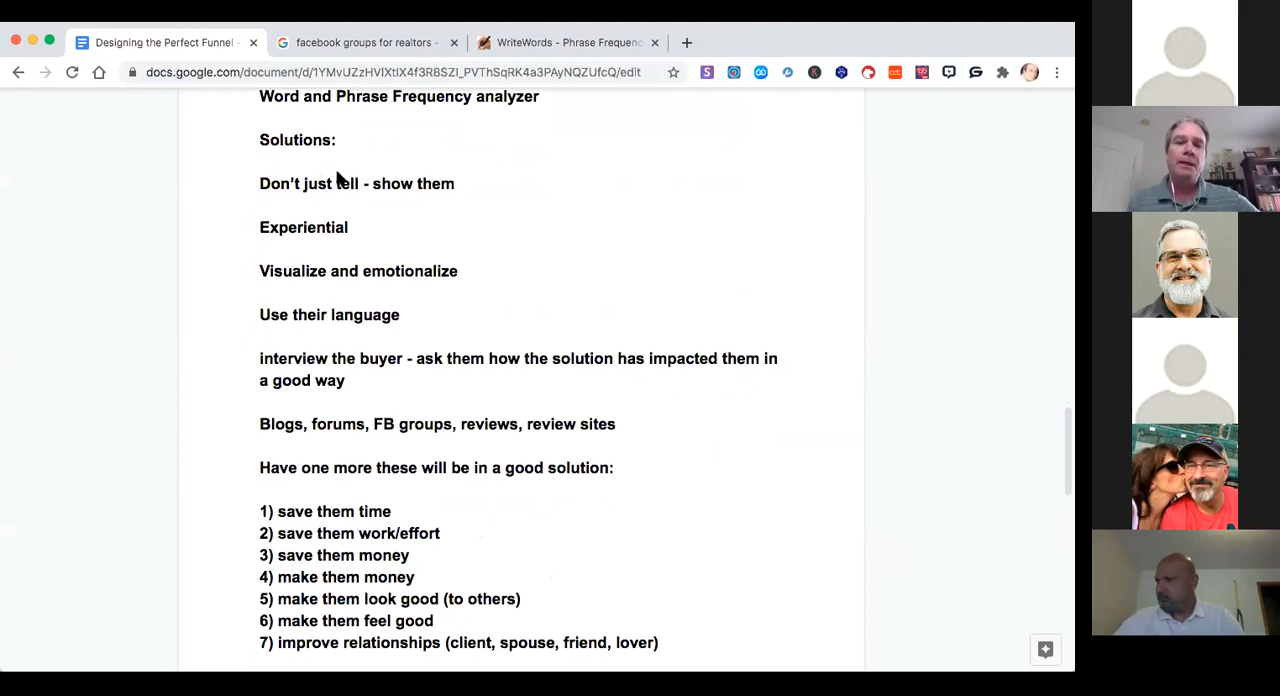 Designing the Perfect Funnel -
facebook groups for realtors -
WriteWords - Phrase Frequenc
docs.google.com/document/d/1YMvUZzHVIXtIX4f3R8SZI_PVThSqRK4a3PAyNQZUfcQ/edit
Word and Phrase Frequency analyzer
Solutions:
Don't just tell - show them
Experiential
Visualize and emotionalize
Use their language
interview the buyer - ask them how the solution has impacted them in
a good way
Blogs, forums, FB groups, reviews, review sites
Have one more these will be in a good solution:
1) save them time
2) save them work/effort
3) save them money
4) make them money
5) make them look good (to others)
6) make them feel good
7) improve relationships (client, spouse, friend, lover)